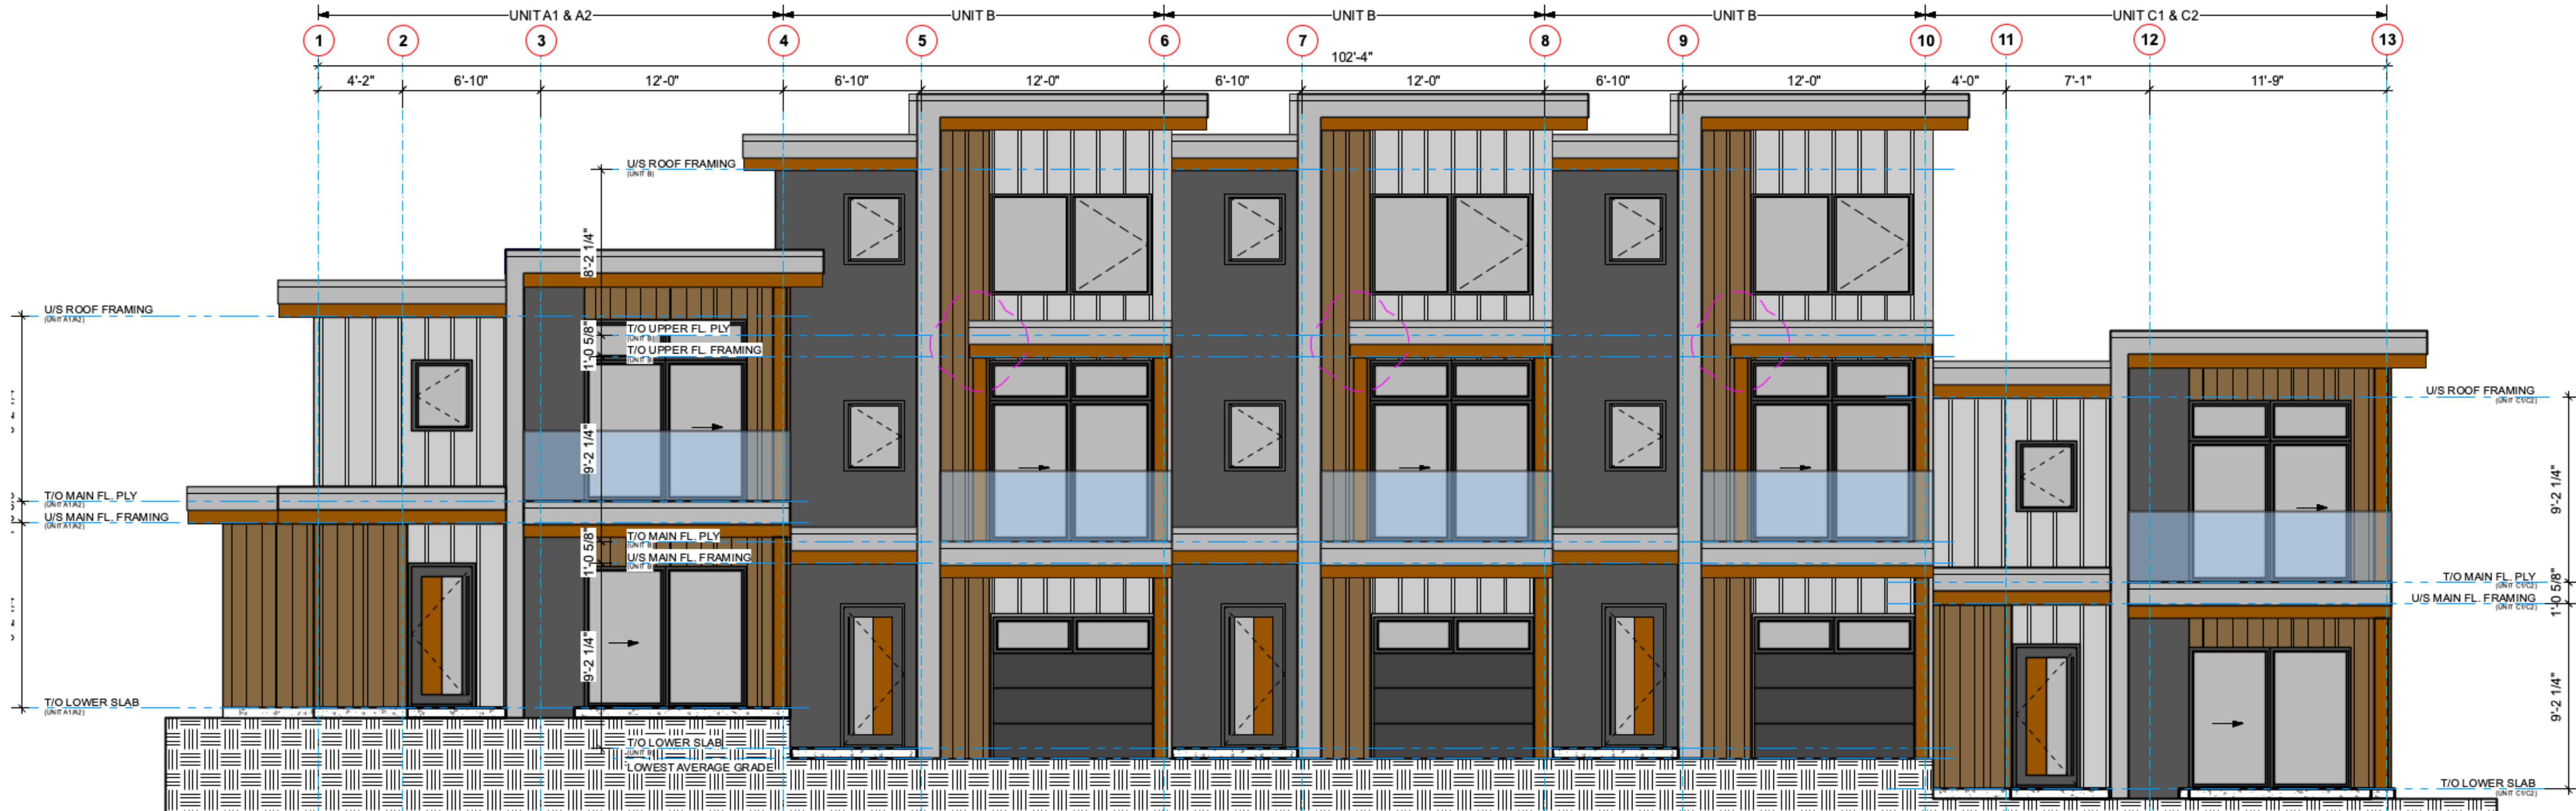 UNIT A1 & A2 UNIT B UNIT B UNIT B UNIT C1 & C2
1 2 3 4 5 6 7 8 9 10 11 12 13
102'-4"
4'-2" 6'-10" 12'-0" 6'-10" 12'-0" 6'-10" 12'-0" 6'-10" 12'-0" 4'-0" 7'-1" 11'-9"
U/S ROOF FRAMING
(UNIT B)
8'-2 1/4"
T/O UPPER FL. PLY
(UNIT B)
1'-0 5/8"
T/O UPPER FL. FRAMING
(UNIT B)
9'-2 1/4"
T/O MAIN FL. PLY
(UNIT B)
1'-0 5/8"
U/S MAIN FL. FRAMING
(UNIT B)
9'-2 1/4"
T/O LOWER SLAB
(UNIT B)
LOWEST AVERAGE GRADE
U/S ROOF FRAMING
(UNIT A1/A2)
T/O MAIN FL. PLY
(UNIT A1/A2)
U/S MAIN FL. FRAMING
(UNIT A1/A2)
T/O LOWER SLAB
(UNIT A1/A2)
U/S ROOF FRAMING
(UNIT C1/C2)
9'-2 1/4"
T/O MAIN FL. PLY
(UNIT C1/C2)
1'-0 5/8"
U/S MAIN FL. FRAMING
(UNIT C1/C2)
9'-2 1/4"
T/O LOWER SLAB
(UNIT C1/C2)